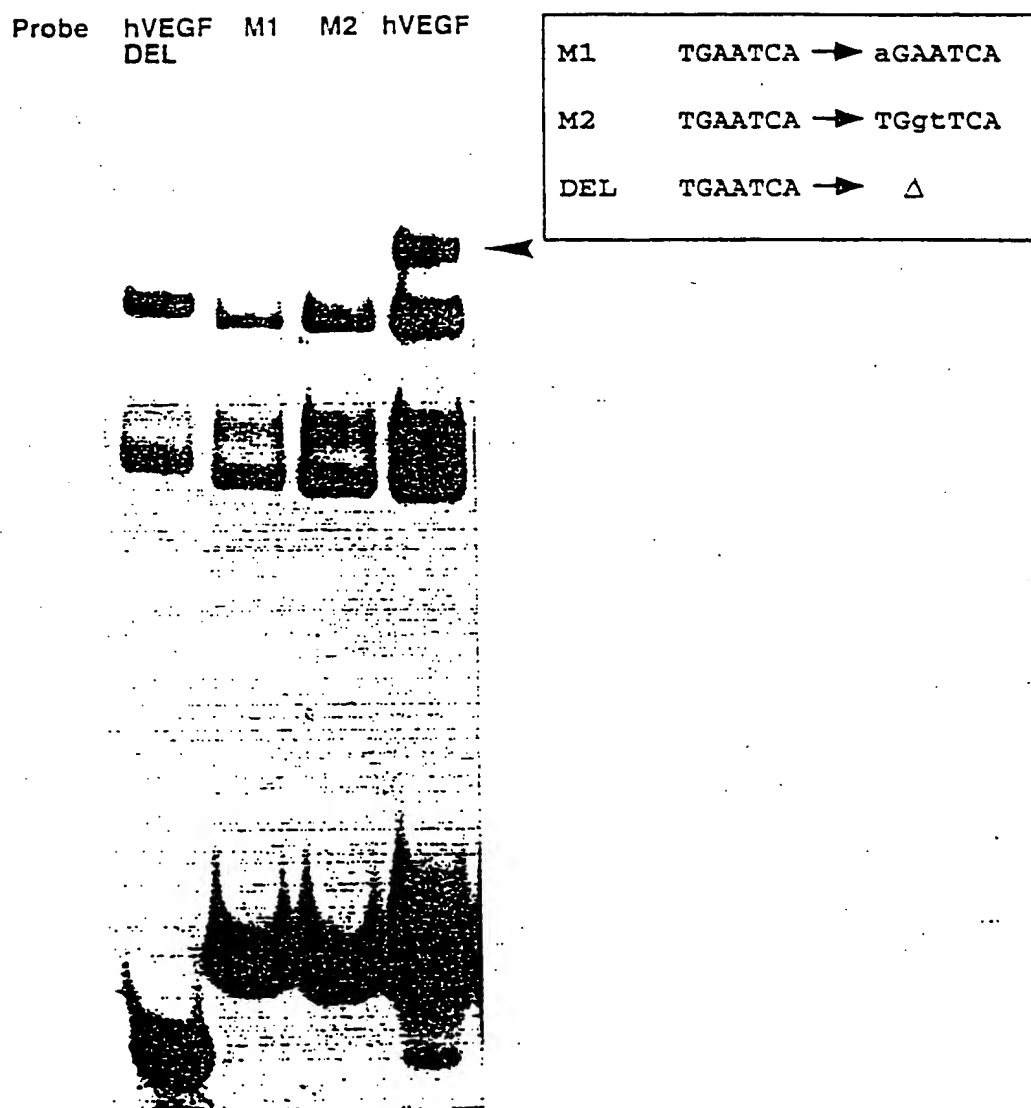 Probe hVEGF DEL M1 M2 hVEGF
M1 TGAATCA → aGAATCA
M2 TGAATCA → TGgtTCA
DEL TGAATCA → Δ